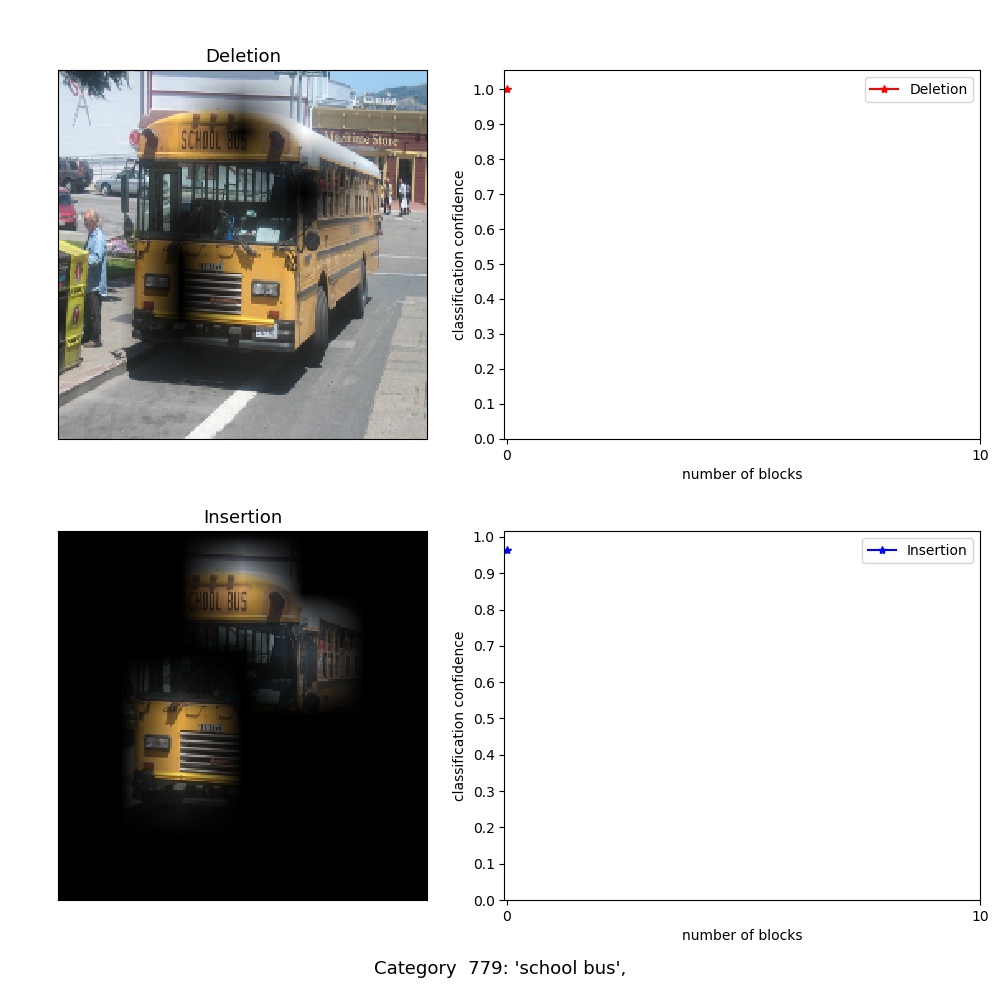 Deletion
SCHOOL BUS
1.0
0.9
0.8
0.7
0.6
0.5
0.4
0.3
0.2
0.1
0.0
classification confidence
Deletion
0
10
number of blocks
Insertion
CHOOL BUS
1.0
0.9
0.8
0.7
0.6
0.5
0.4
0.3
0.2
0.1
0.0
classification confidence
Insertion
0
10
number of blocks
Category  779: 'school bus',